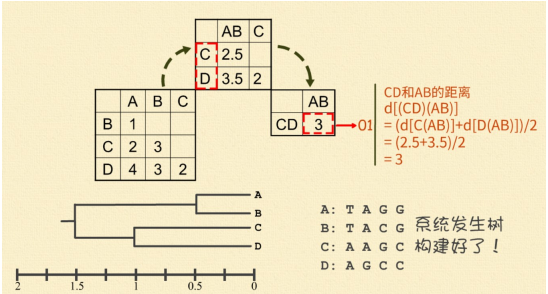 AB C
C 2.5
D 3.5 2
A B C
B 1
C 2 3
D 4 3 2
AB
CD 3
01
CD和AB的距离
d[(CD)(AB)]
= (d[C(AB)]+d[D(AB)])/2
= (2.5+3.5)/2
= 3
A
B
C
D
2 1.5 1 0.5 0
A: T A G G
B: T A C G
C: A A G C
D: A G C C
系统发生树
构建好了!